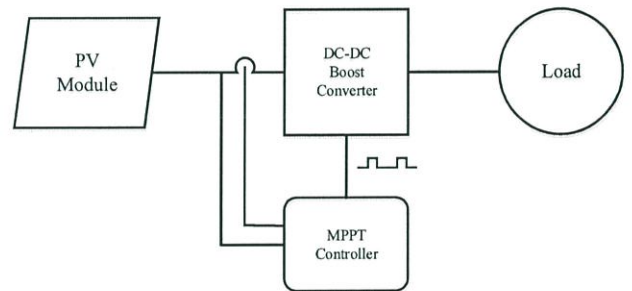 PV
Module
DC-DC
Boost
Converter
Load
MPPT
Controller